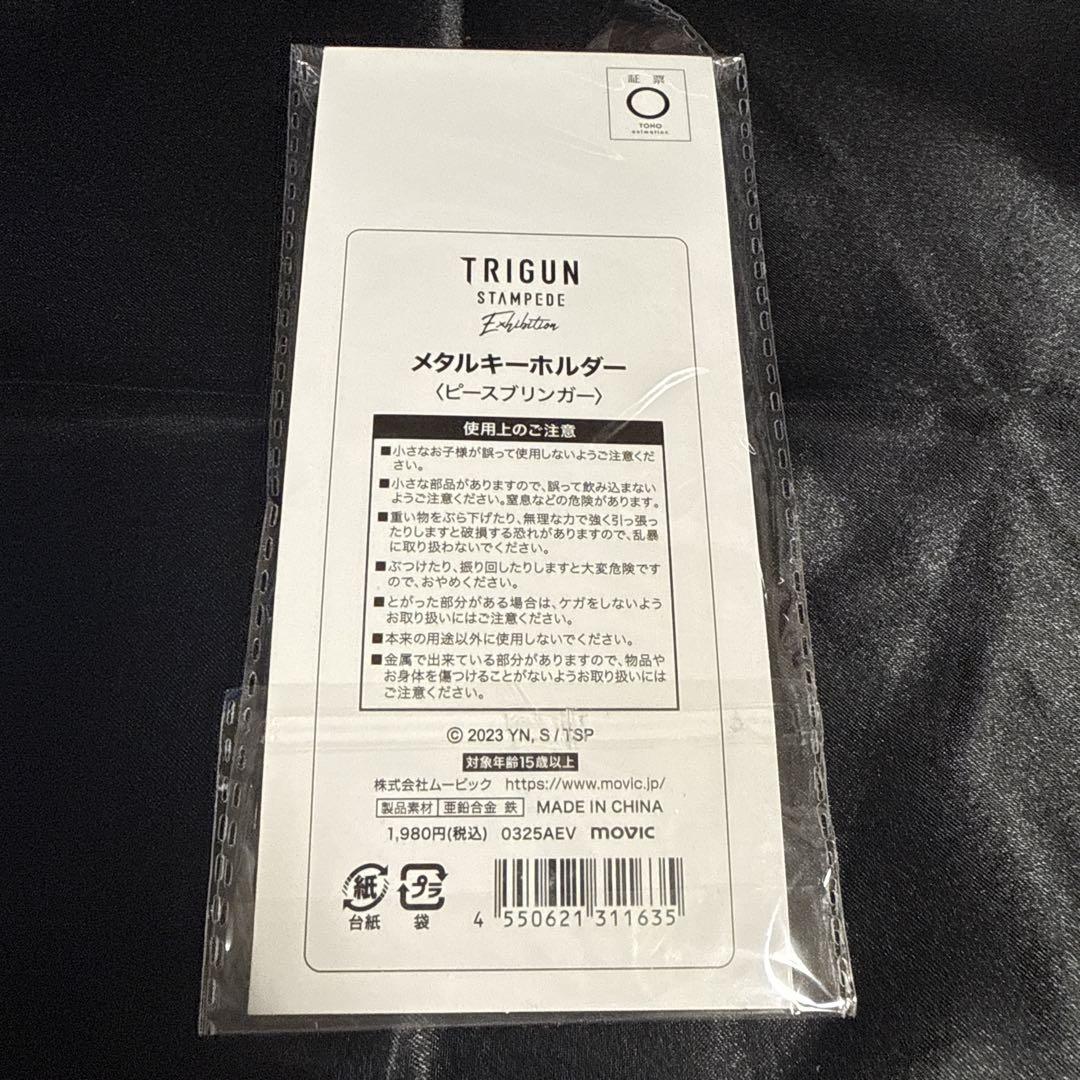 証 票
TOHO
animation
TRIGUN
STAMPEDE
Exhibition
メタルキーホルダー
〈ピースブリンガー〉
使用上のご注意
■小さなお子様が誤って使用しないようご注意くだ
さい。
■小さな部品がありますので、誤って飲み込まない
ようご注意ください。窒息などの危険があります。
■重い物をぶら下げたり、無理な力で強く引っ張っ
たりしますと破損する恐れがありますので、乱暴
に取り扱わないでください。
■ぶつけたり、振り回したりしますと大変危険です
ので、おやめください。
■とがった部分がある場合は、ケガをしないよう
お取り扱いにはご注意ください。
■本来の用途以外に使用しないでください。
■金属で出来ている部分がありますので、物品や
お身体を傷つけることがないようお取り扱いには
ご注意ください。
© 2023 YN, S / TSP
対象年齢15歳以上
株式会社ムービック https://www.movic.jp/
製品素材 亜鉛合金 鉄 MADE IN CHINA
1,980円(税込) 0325AEV movic
紙 プラ
台紙 袋
4 550621 311635